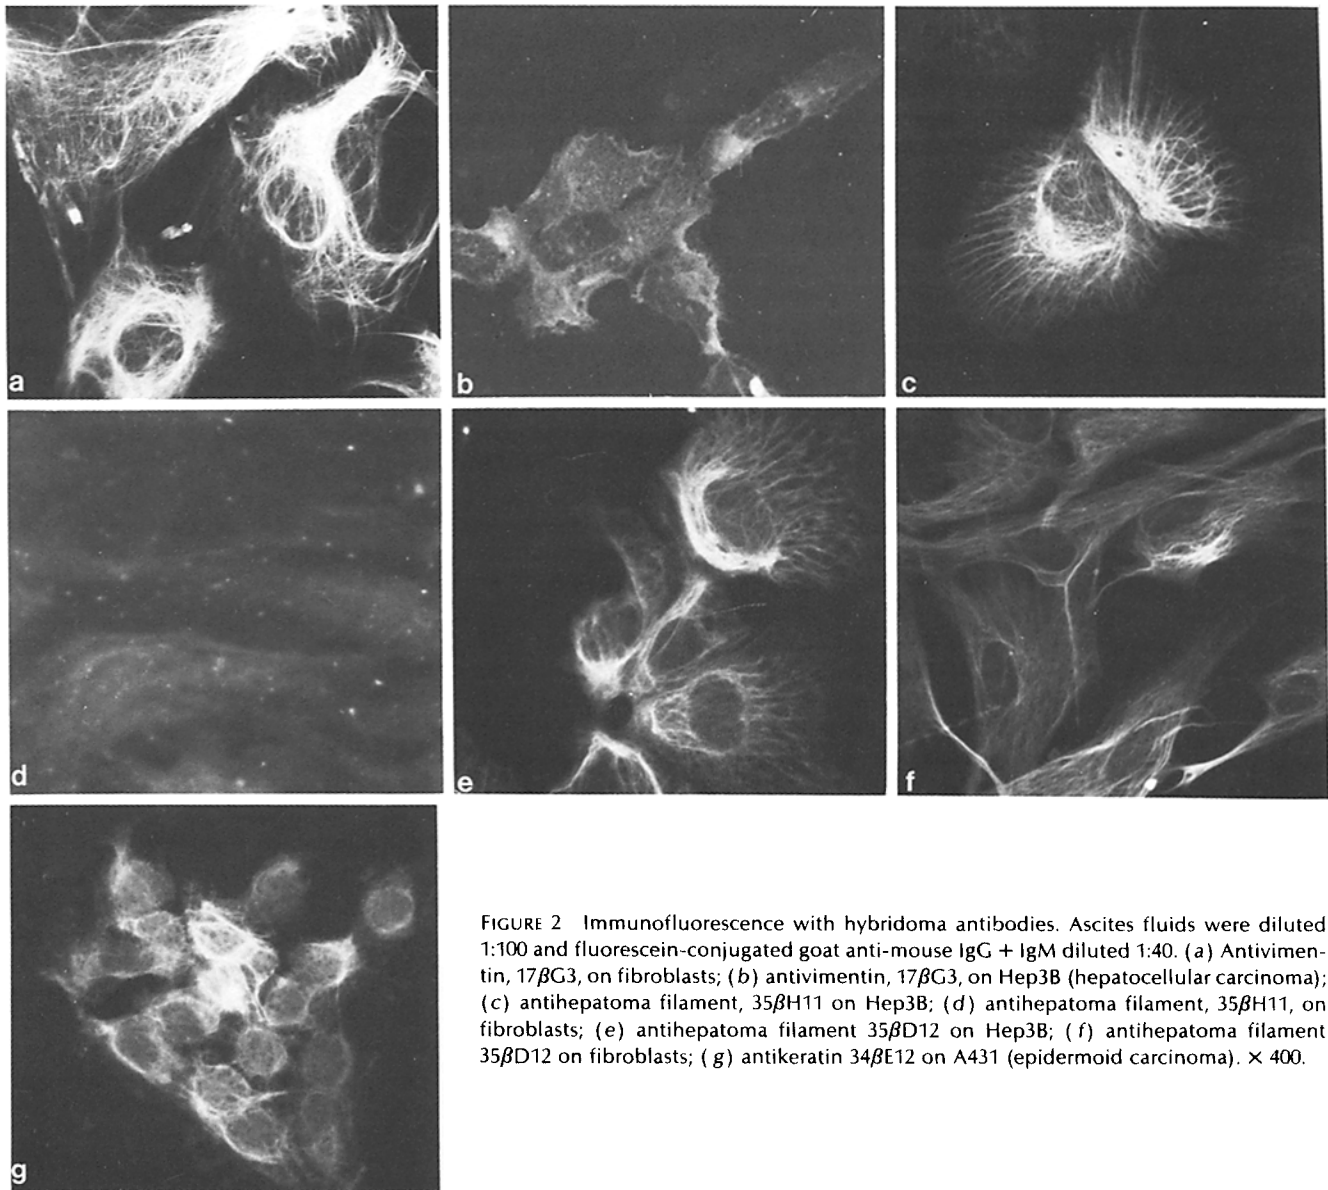 a
b
c
d
e
f
g
FIGURE 2 Immunofluorescence with hybridoma antibodies. Ascites fluids were diluted
1:100 and fluorescein-conjugated goat anti-mouse IgG + IgM diluted 1:40. (a) Antivimen-
tin, 17βG3, on fibroblasts; (b) antivimentin, 17βG3, on Hep3B (hepatocellular carcinoma);
(c) antihepatoma filament, 35βH11 on Hep3B; (d) antihepatoma filament, 35βH11, on
fibroblasts; (e) antihepatoma filament 35βD12 on Hep3B; (f) antihepatoma filament
35βD12 on fibroblasts; (g) antikeratin 34βE12 on A431 (epidermoid carcinoma). × 400.